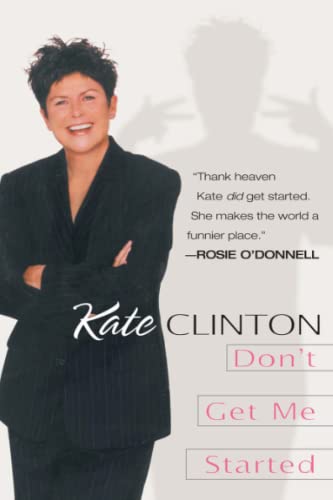 "Thank heaven
Kate did get started.
She makes the world a
funnier place."
—ROSIE O'DONNELL
Kate CLINTON
Don't
Get Me
Started